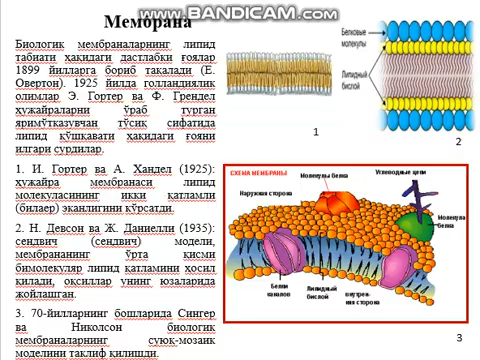 www.BANDICAM.com
Мембрана
Биологик мембраналарнинг липид
табиати ҳақидаги дастлабки ғоялар
1899 йилларга бориб тақалади (Е.
Овертон). 1925 йилда голландиялик
олимлар Э. Гортер ва Ф. Грендел
ҳужайраларни ўраб турган
яримўтказувчан тўсиқ сифатида
липид қўшқавати ҳақидаги ғояни
илгари сурдилар.
1. И. Гортер ва А. Хандел (1925):
ҳужайра мембранаси липид
молекуласининг икки қатламли
(билаер) эканлигини кўрсатди.
2. Н. Девсон ва Ж. Даниелли (1935):
сендвич (сендвич) модели,
мембрананинг ўрта қисми
бимолекуляр липид қатламини ҳосил
қилади, оқсиллар унинг юзаларида
жойлашган.
3. 70-йилларнинг бошларида Сингер
ва Николсон биологик
мембраналарнинг суюқ-мозаик
моделини таклиф қилишди.
1
Белковые
молекулы
Липидный
бислой
2
СХЕМА МЕМБРАНЫ
Молекулы белка
Углеводные цепи
Наружная сторона
Молекула
белка
Белки
каналов
Липидный
бислой
внутрен-
няя сторона
3